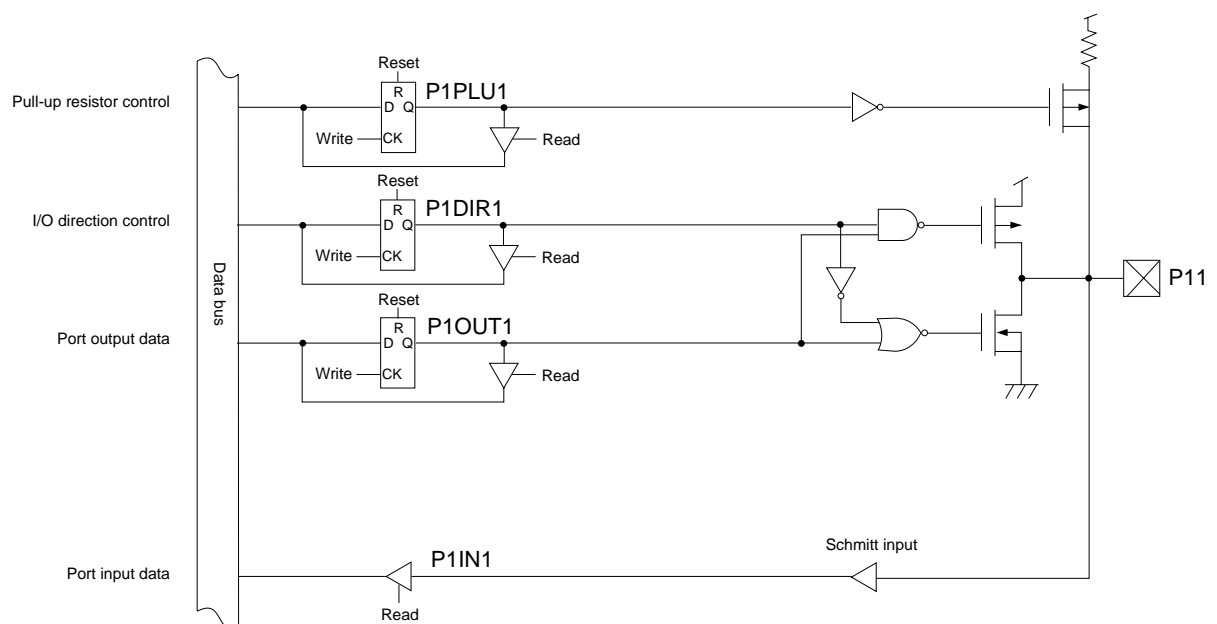 Reset
Pull-up resistor control
R
P1PLU1
D Q
Write
CK
Read
Reset
I/O direction control
R
P1DIR1
D Q
Write
CK
Read
Data bus
P11
Reset
Port output data
R
P1OUT1
D Q
Write
CK
Read
Schmitt input
Port input data
P1IN1
Read